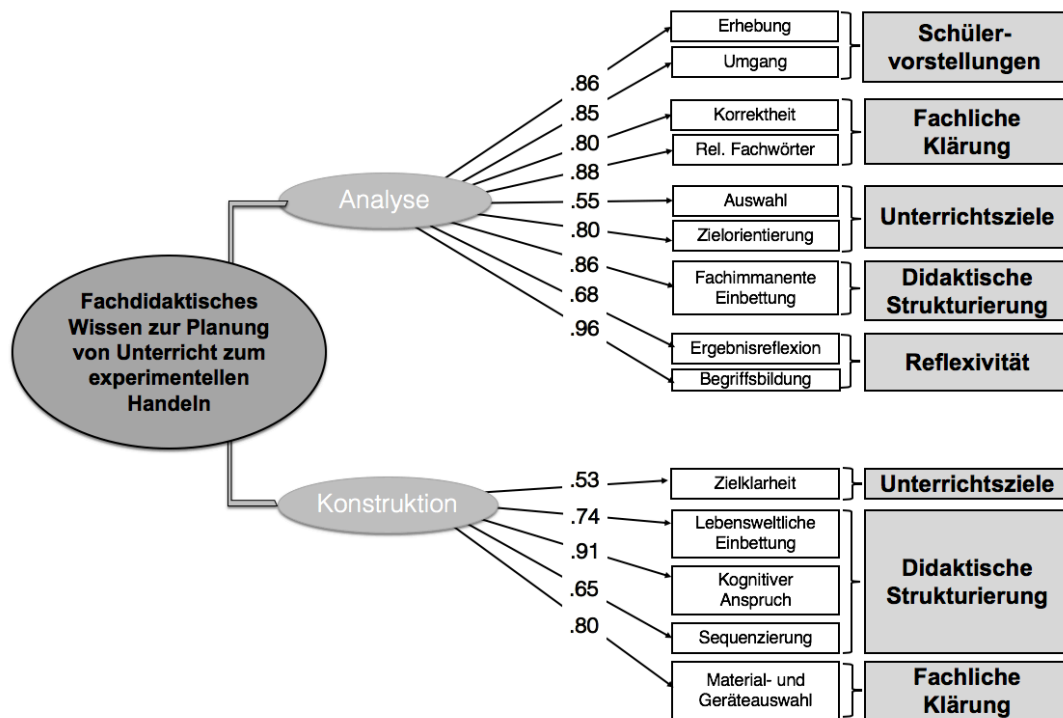 Fachdidaktisches
Wissen zur Planung
von Unterricht zum
experimentellen
Handeln
Analyse
.86
.85
.80
.88
.55
.80
.86
.68
.96
Erhebung
Umgang
Korrektheit
Rel. Fachwörter
Auswahl
Zielorientierung
Fachimmanente
Einbettung
Ergebnisreflexion
Begriffsbildung
Schüler-
vorstellungen
Fachliche
Klärung
Unterrichtsziele
Didaktische
Strukturierung
Reflexivität
Konstruktion
.53
.74
.91
.65
.80
Zielklarheit
Lebensweltliche
Einbettung
Kognitiver
Anspruch
Sequenzierung
Material- und
Geräteauswahl
Unterrichtsziele
Didaktische
Strukturierung
Fachliche
Klärung